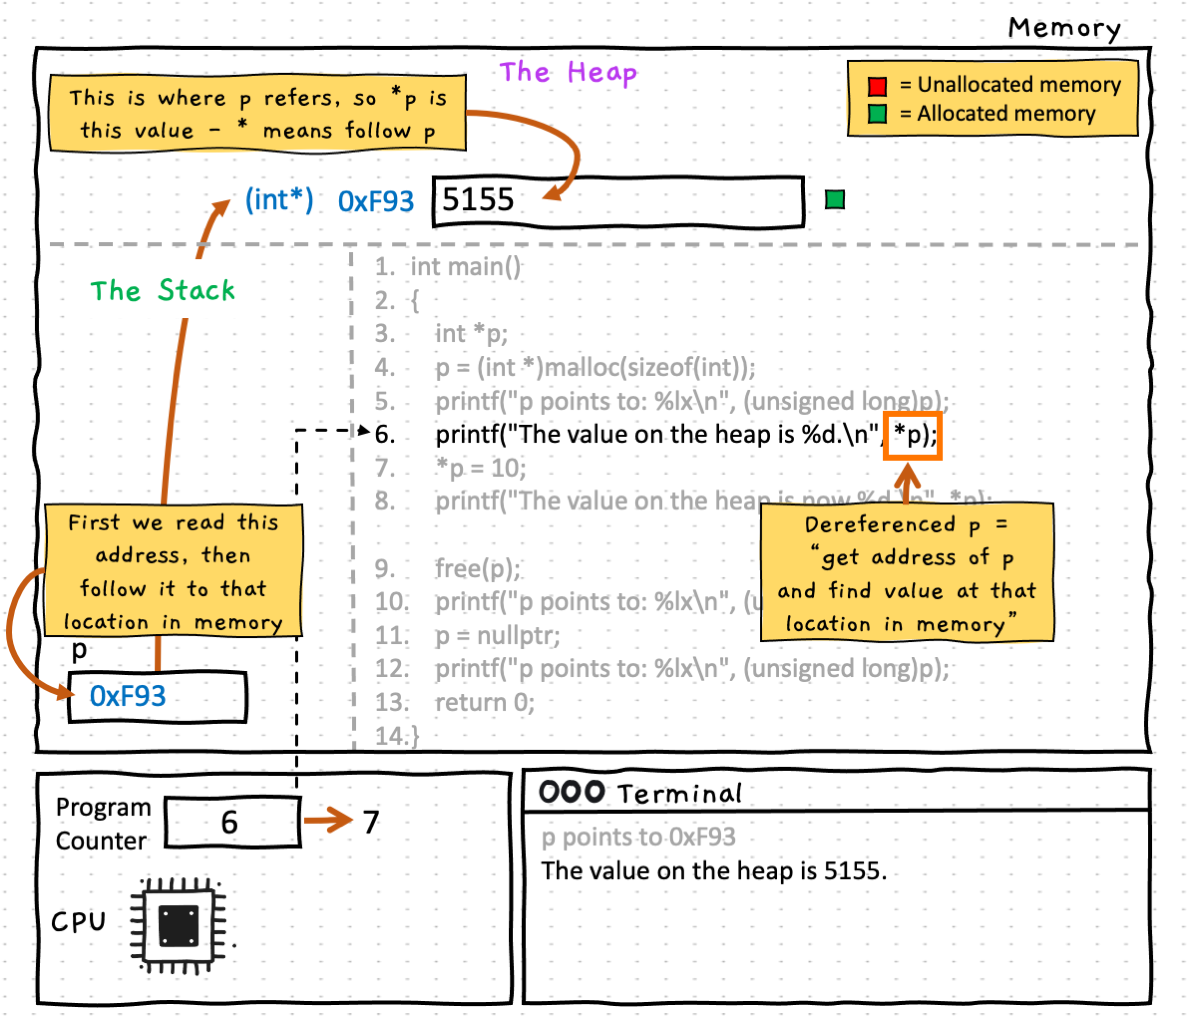 Memory
The Heap
This is where p refers, so *p is
this value - * means follow p
= Unallocated memory
= Allocated memory
(int*) 0xF93 5155
The Stack
1. int main()
2. {
3. int *p;
4. p = (int *)malloc(sizeof(int));
5. printf("p points to: %lx\n", (unsigned long)p);
6. printf("The value on the heap is %d.\n", *p);
7. *p = 10;
8. printf("The value on the heap is now %d.\n", *p);
9. free(p);
10. printf("p points to: %lx\n", (u
11. p = nullptr;
12. printf("p points to: %lx\n", (unsigned long)p);
13. return 0;
14.}
First we read this
address, then
follow it to that
location in memory
Dereferenced p =
“get address of p
and find value at that
location in memory”
p
0xF93
Program
Counter
6
7
CPU
Terminal
p points to 0xF93
The value on the heap is 5155.